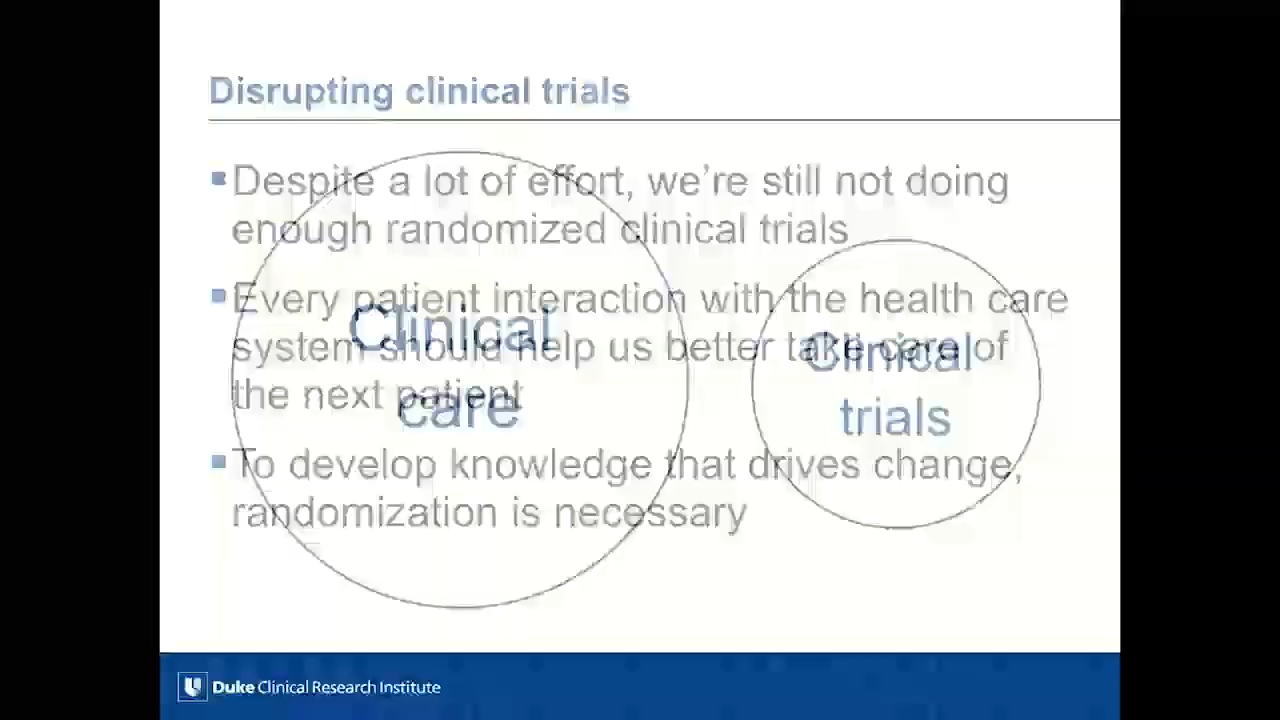 Disrupting clinical trials
Despite a lot of effort, we're still not doing
enough randomized clinical trials
Every patient interaction with the health care
system should help us better take care of
the next patient
To develop knowledge that drives change,
randomization is necessary
Clinical
care
Clinical
trials
Duke Clinical Research Institute